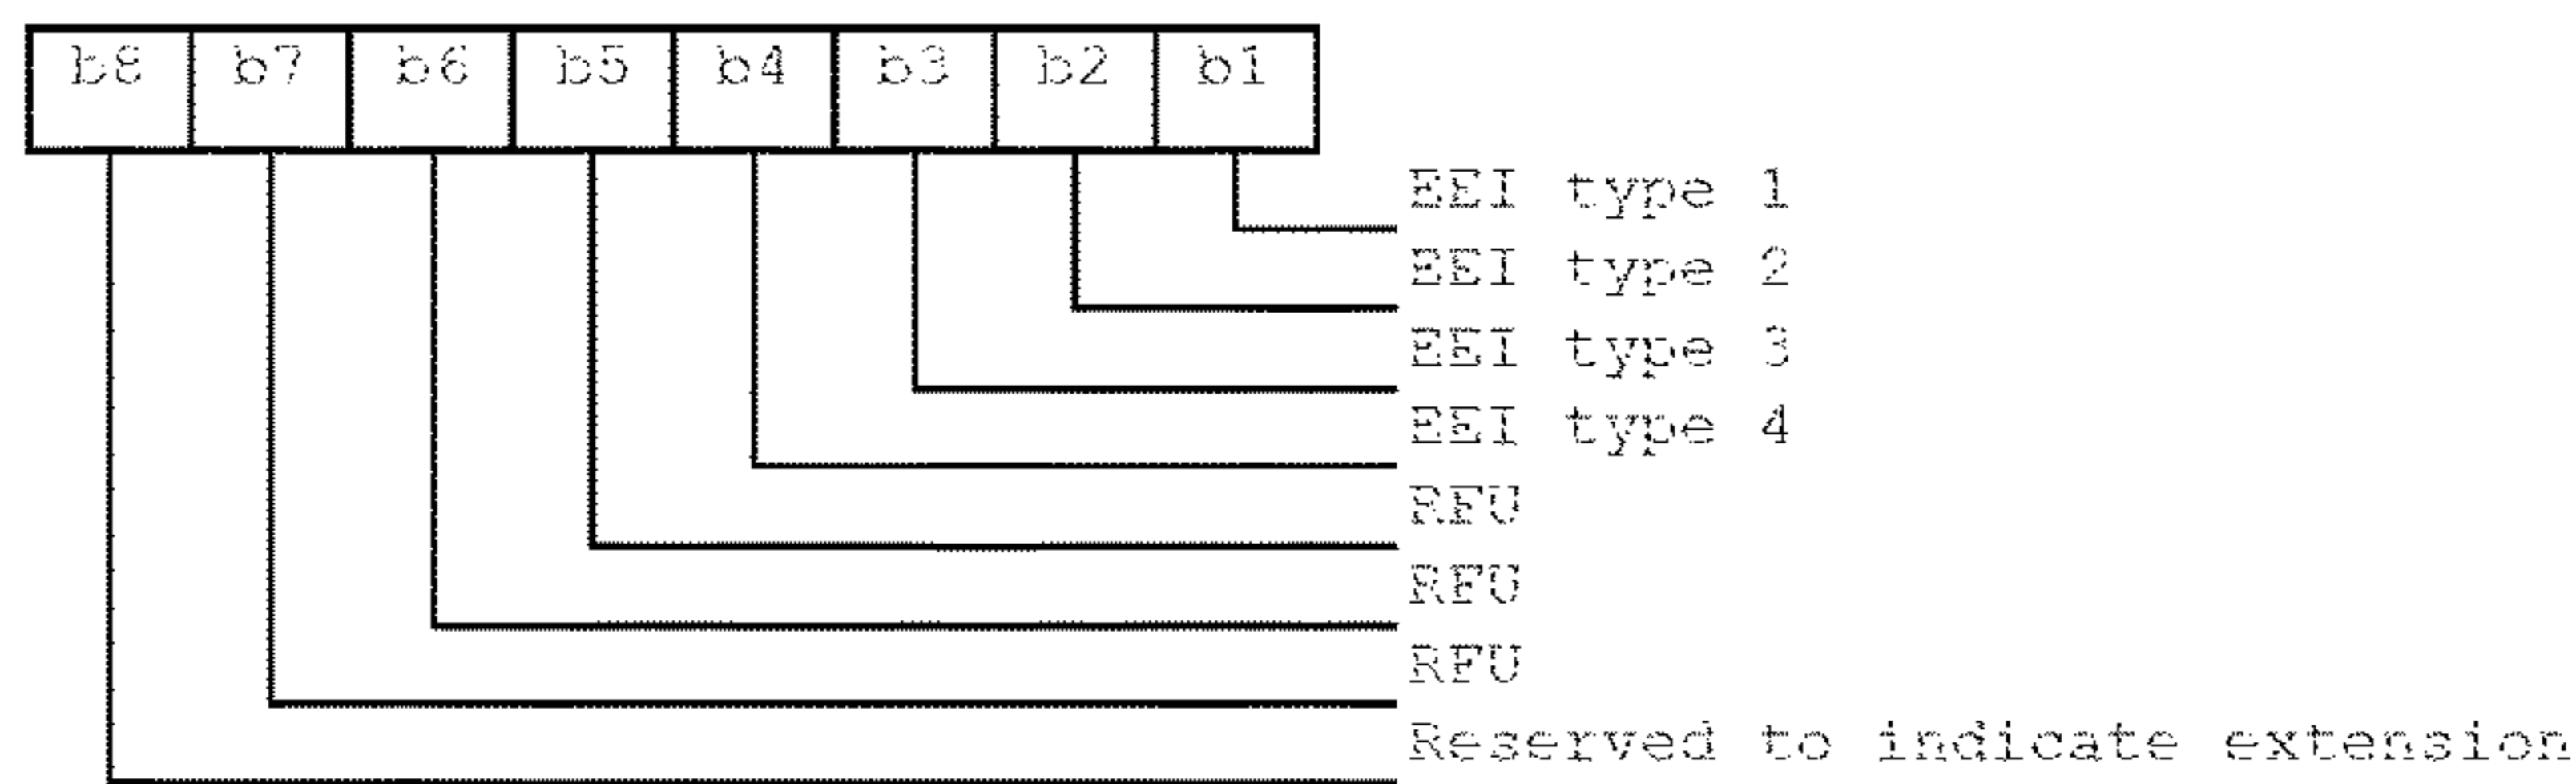 b8 b7 b6 b5 b4 b3 b2 b1
EEI type 1
EEI type 2
EEI type 3
EEI type 4
RFU
RFU
RFU
Reserved to indicate extension